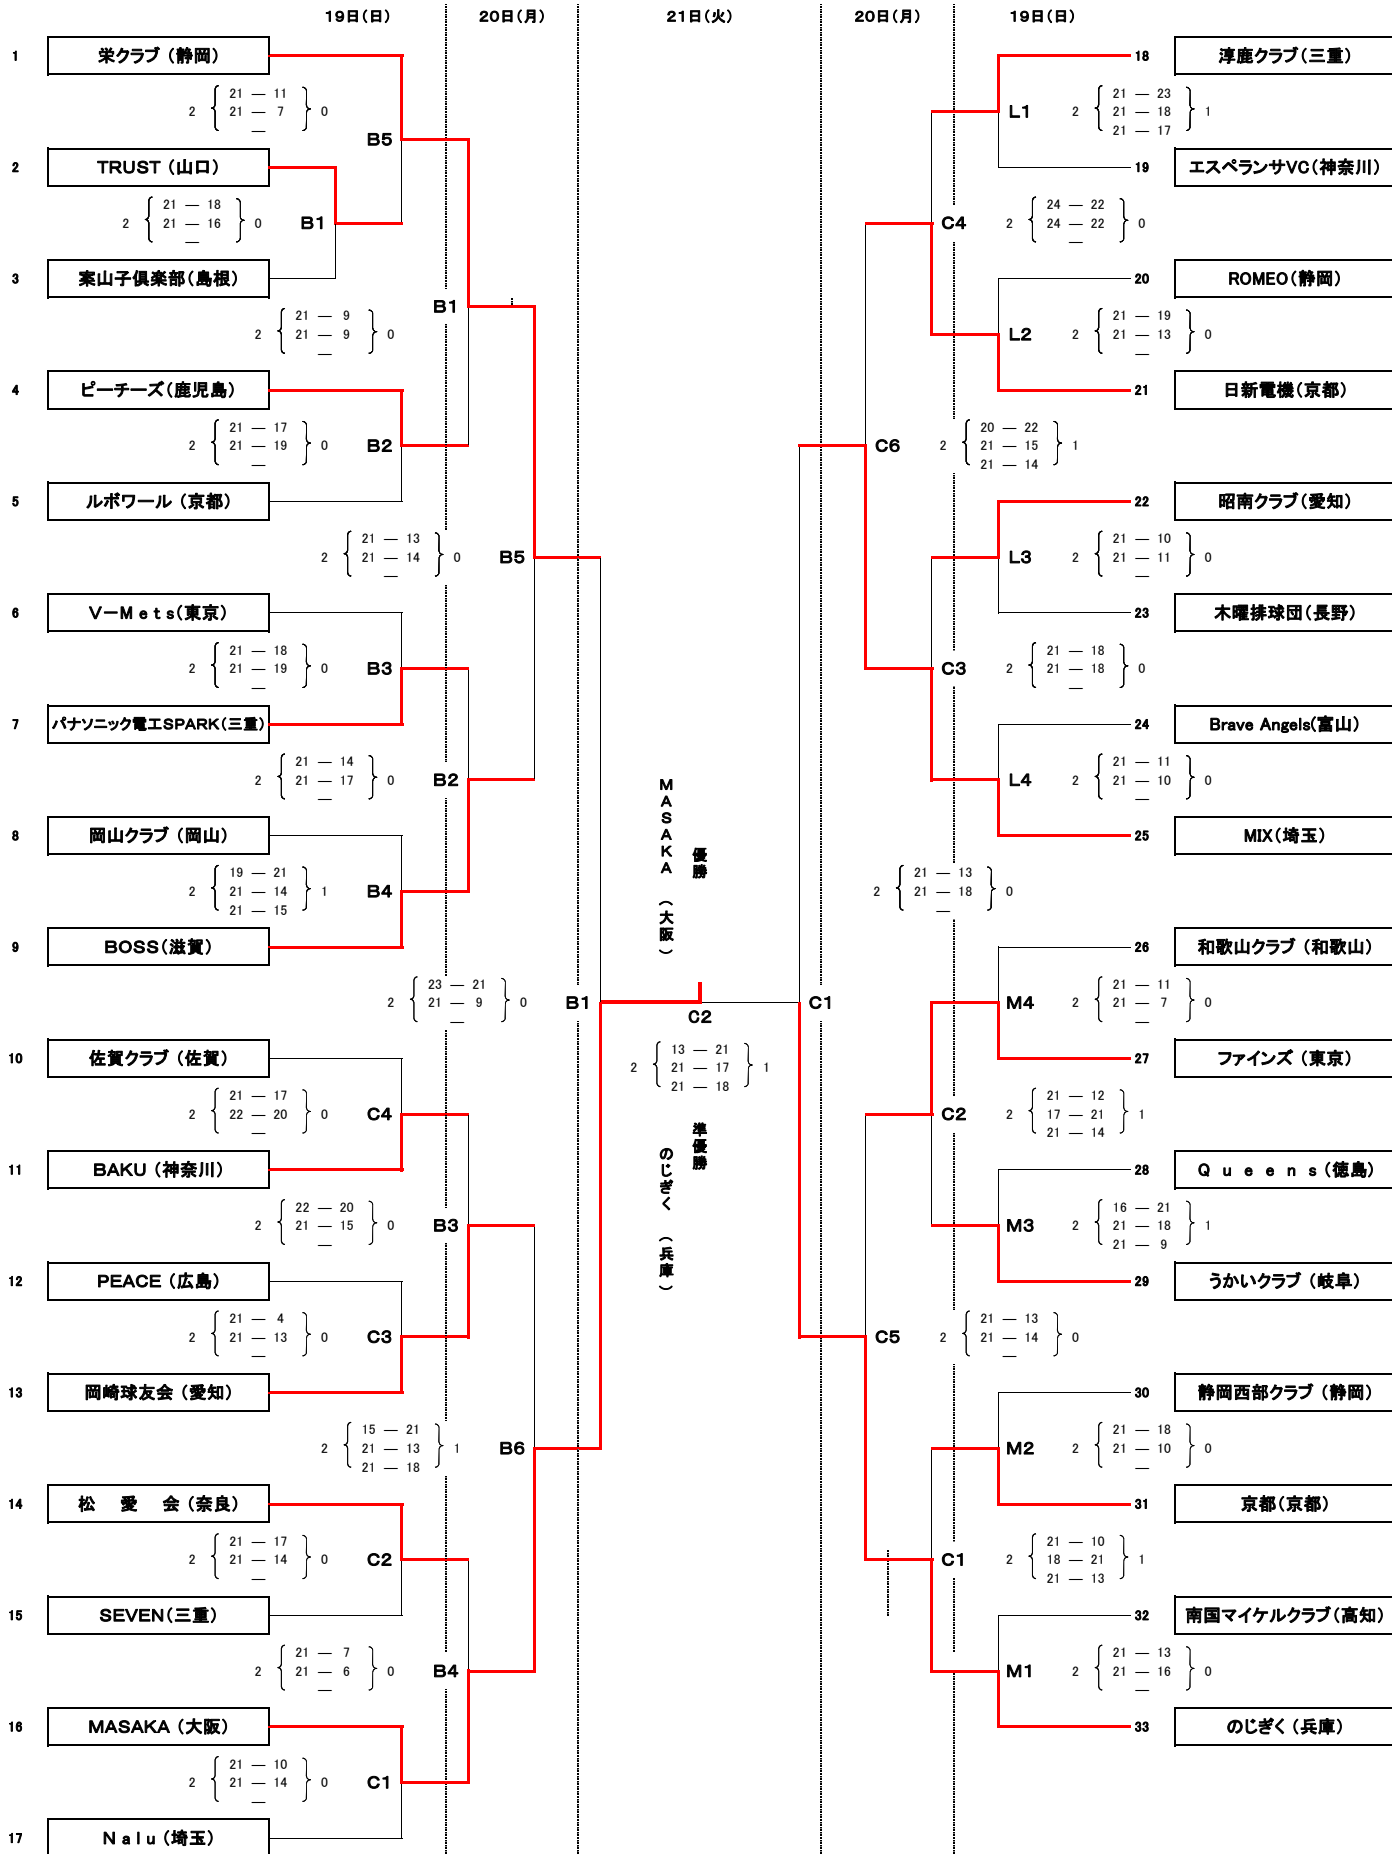 19日(日) 20日(月) 21日(火) 20日(月) 19日(日)
1 栄クラブ (静岡)
21 — 11
2 21 — 7 0
—
B5
2 TRUST (山口)
21 — 18
2 21 — 16 0
—
B1
3 案山子倶楽部(島根)
21 — 9
2 21 — 9 0
—
B1
4 ピーチーズ(鹿児島)
21 — 17
2 21 — 19 0
—
B2
5 ルボワール (京都)
21 — 13
2 21 — 14 0
—
B5
6 V-Mets(東京)
21 — 18
2 21 — 19 0
—
B3
7 パナソニック電工SPARK(三重)
21 — 14
2 21 — 17 0
—
B2
8 岡山クラブ (岡山)
19 — 21
2 21 — 14 1
21 — 15
B4
9 BOSS(滋賀)
23 — 21
2 21 — 9 0
—
B1
10 佐賀クラブ (佐賀)
21 — 17
2 22 — 20 0
—
C4
11 BAKU (神奈川)
22 — 20
2 21 — 15 0
—
B3
12 PEACE (広島)
21 — 4
2 21 — 13 0
—
C3
13 岡崎球友会 (愛知)
15 — 21
2 21 — 13 1
21 — 18
B6
14 松 愛 会 (奈良)
21 — 17
2 21 — 14 0
—
C2
15 SEVEN(三重)
21 — 7
2 21 — 6 0
—
B4
16 MASAKA (大阪)
21 — 10
2 21 — 14 0
—
C1
17 Nalu (埼玉)
優勝
MASAKA (大阪)
C2
13 — 21
2 21 — 17 1
21 — 18
準優勝
のじぎく (兵庫)
18 淳鹿クラブ(三重)
L1
21 — 23
2 21 — 18 1
21 — 17
19 エスペランサVC(神奈川)
C4
24 — 22
2 24 — 22 0
—
20 ROMEO(静岡)
L2
21 — 19
2 21 — 13 0
—
21 日新電機(京都)
C6
20 — 22
2 21 — 15 1
21 — 14
22 昭南クラブ(愛知)
L3
21 — 10
2 21 — 11 0
—
23 木曜排球団(長野)
C3
21 — 18
2 21 — 18 0
—
24 Brave Angels(富山)
L4
21 — 11
2 21 — 10 0
—
25 MIX(埼玉)
21 — 13
2 21 — 18 0
—
C1
26 和歌山クラブ (和歌山)
M4
21 — 11
2 21 — 7 0
—
27 ファインズ (東京)
C2
21 — 12
2 17 — 21 1
21 — 14
28 Queens(徳島)
M3
16 — 21
2 21 — 18 1
21 — 9
29 うかいクラブ (岐阜)
C5
21 — 13
2 21 — 14 0
—
30 静岡西部クラブ (静岡)
M2
21 — 18
2 21 — 10 0
—
31 京都(京都)
C1
21 — 10
2 18 — 21 1
21 — 13
32 南国マイケルクラブ(高知)
M1
21 — 13
2 21 — 16 0
—
33 のじぎく (兵庫)